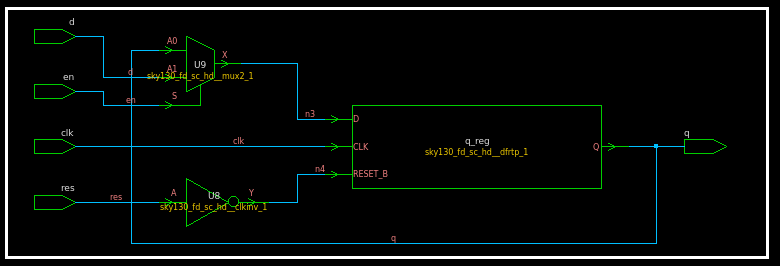 d
A0
X
U9
d
A1
sky130_fd_sc_hd__mux2_1
en
en
S
n3
D
clk
clk
CLK
q_reg
sky130_fd_sc_hd__dfrtp_1
Q
q
n4
RESET_B
res
res
A
U8
Y
sky130_fd_sc_hd__clkinv_1
q